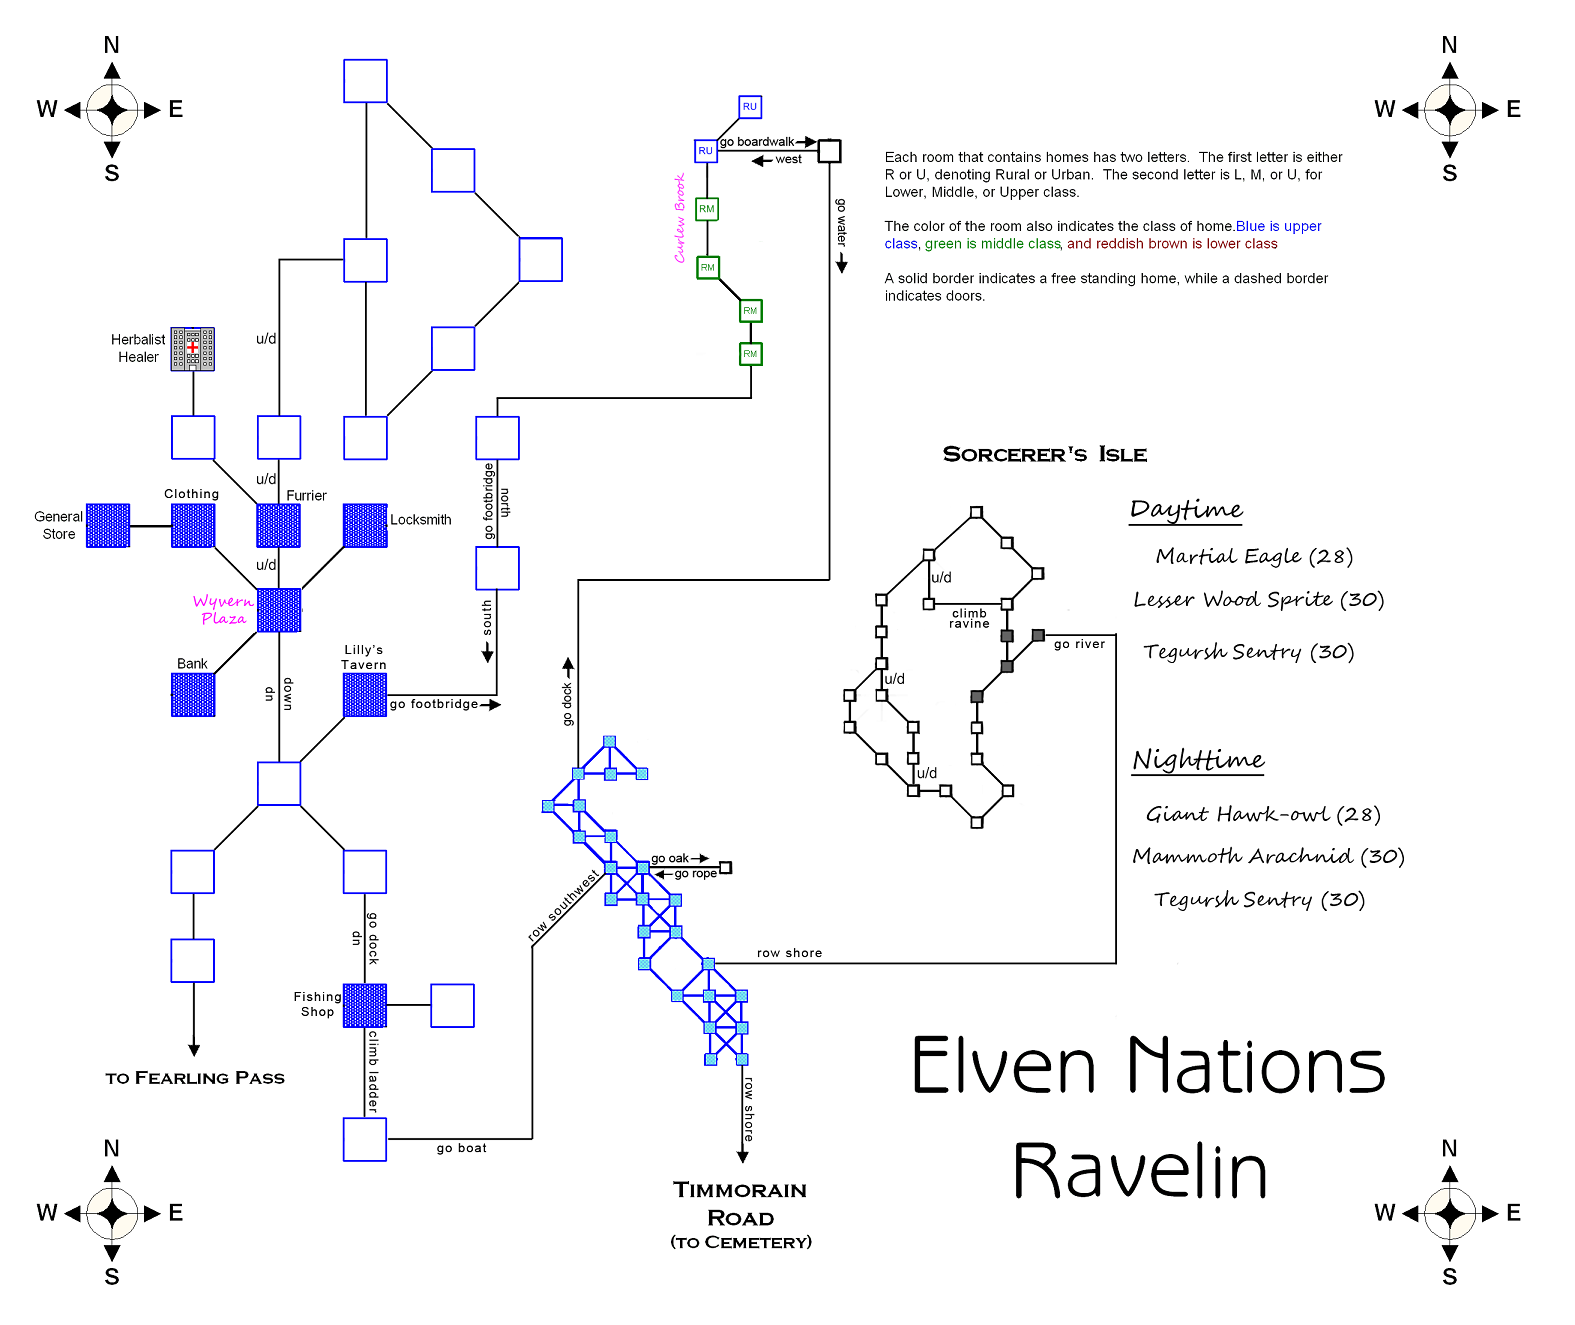 N
W E
S
N
W E
S
RU
RU
go boardwalk
west
Curlew Brook
RM
RM
RM
RM
go water
Each room that contains homes has two letters. The first letter is either
R or U, denoting Rural or Urban. The second letter is L, M, or U, for
Lower, Middle, or Upper class.
The color of the room also indicates the class of home.Blue is upper
class, green is middle class, and reddish brown is lower class
A solid border indicates a free standing home, while a dashed border
indicates doors.
Herbalist
Healer
u/d
u/d
Clothing
Furrier
General
Store
Locksmith
u/d
Wyvern
Plaza
Bank
down
dn
Lilly's
Tavern
go footbridge
go footbridge
north
south
go dock
dn
Fishing
Shop
climb ladder
go boat
to Fearling Pass
go dock
go oak
go rope
row southwest
row shore
row shore
Timmorain
Road
(to Cemetery)
Sorcerer's Isle
u/d
climb
ravine
go river
u/d
u/d
Daytime
Martial Eagle (28)
Lesser Wood Sprite (30)
Tegursh Sentry (30)
Nighttime
Giant Hawk-owl (28)
Mammoth Arachnid (30)
Tegursh Sentry (30)
Elven Nations
Ravelin
N
W E
S
N
W E
S